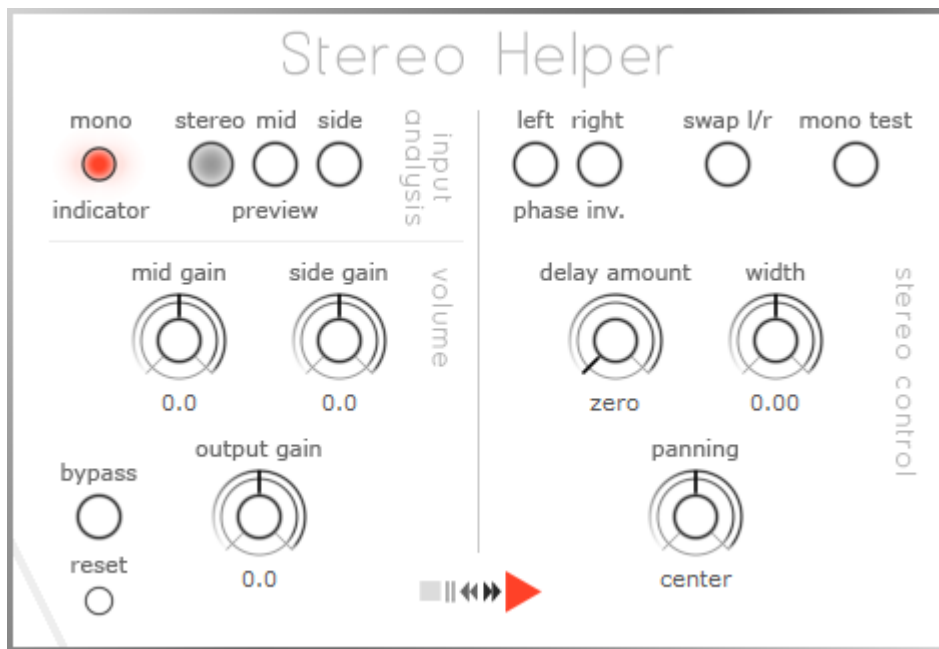 Stereo Helper
mono
stereo mid side
indicator
preview
input
analysis
left right
swap l/r
mono test
phase inv.
mid gain
side gain
0.0
0.0
volume
delay amount
width
zero
0.00
stereo control
bypass
output gain
0.0
reset
panning
center